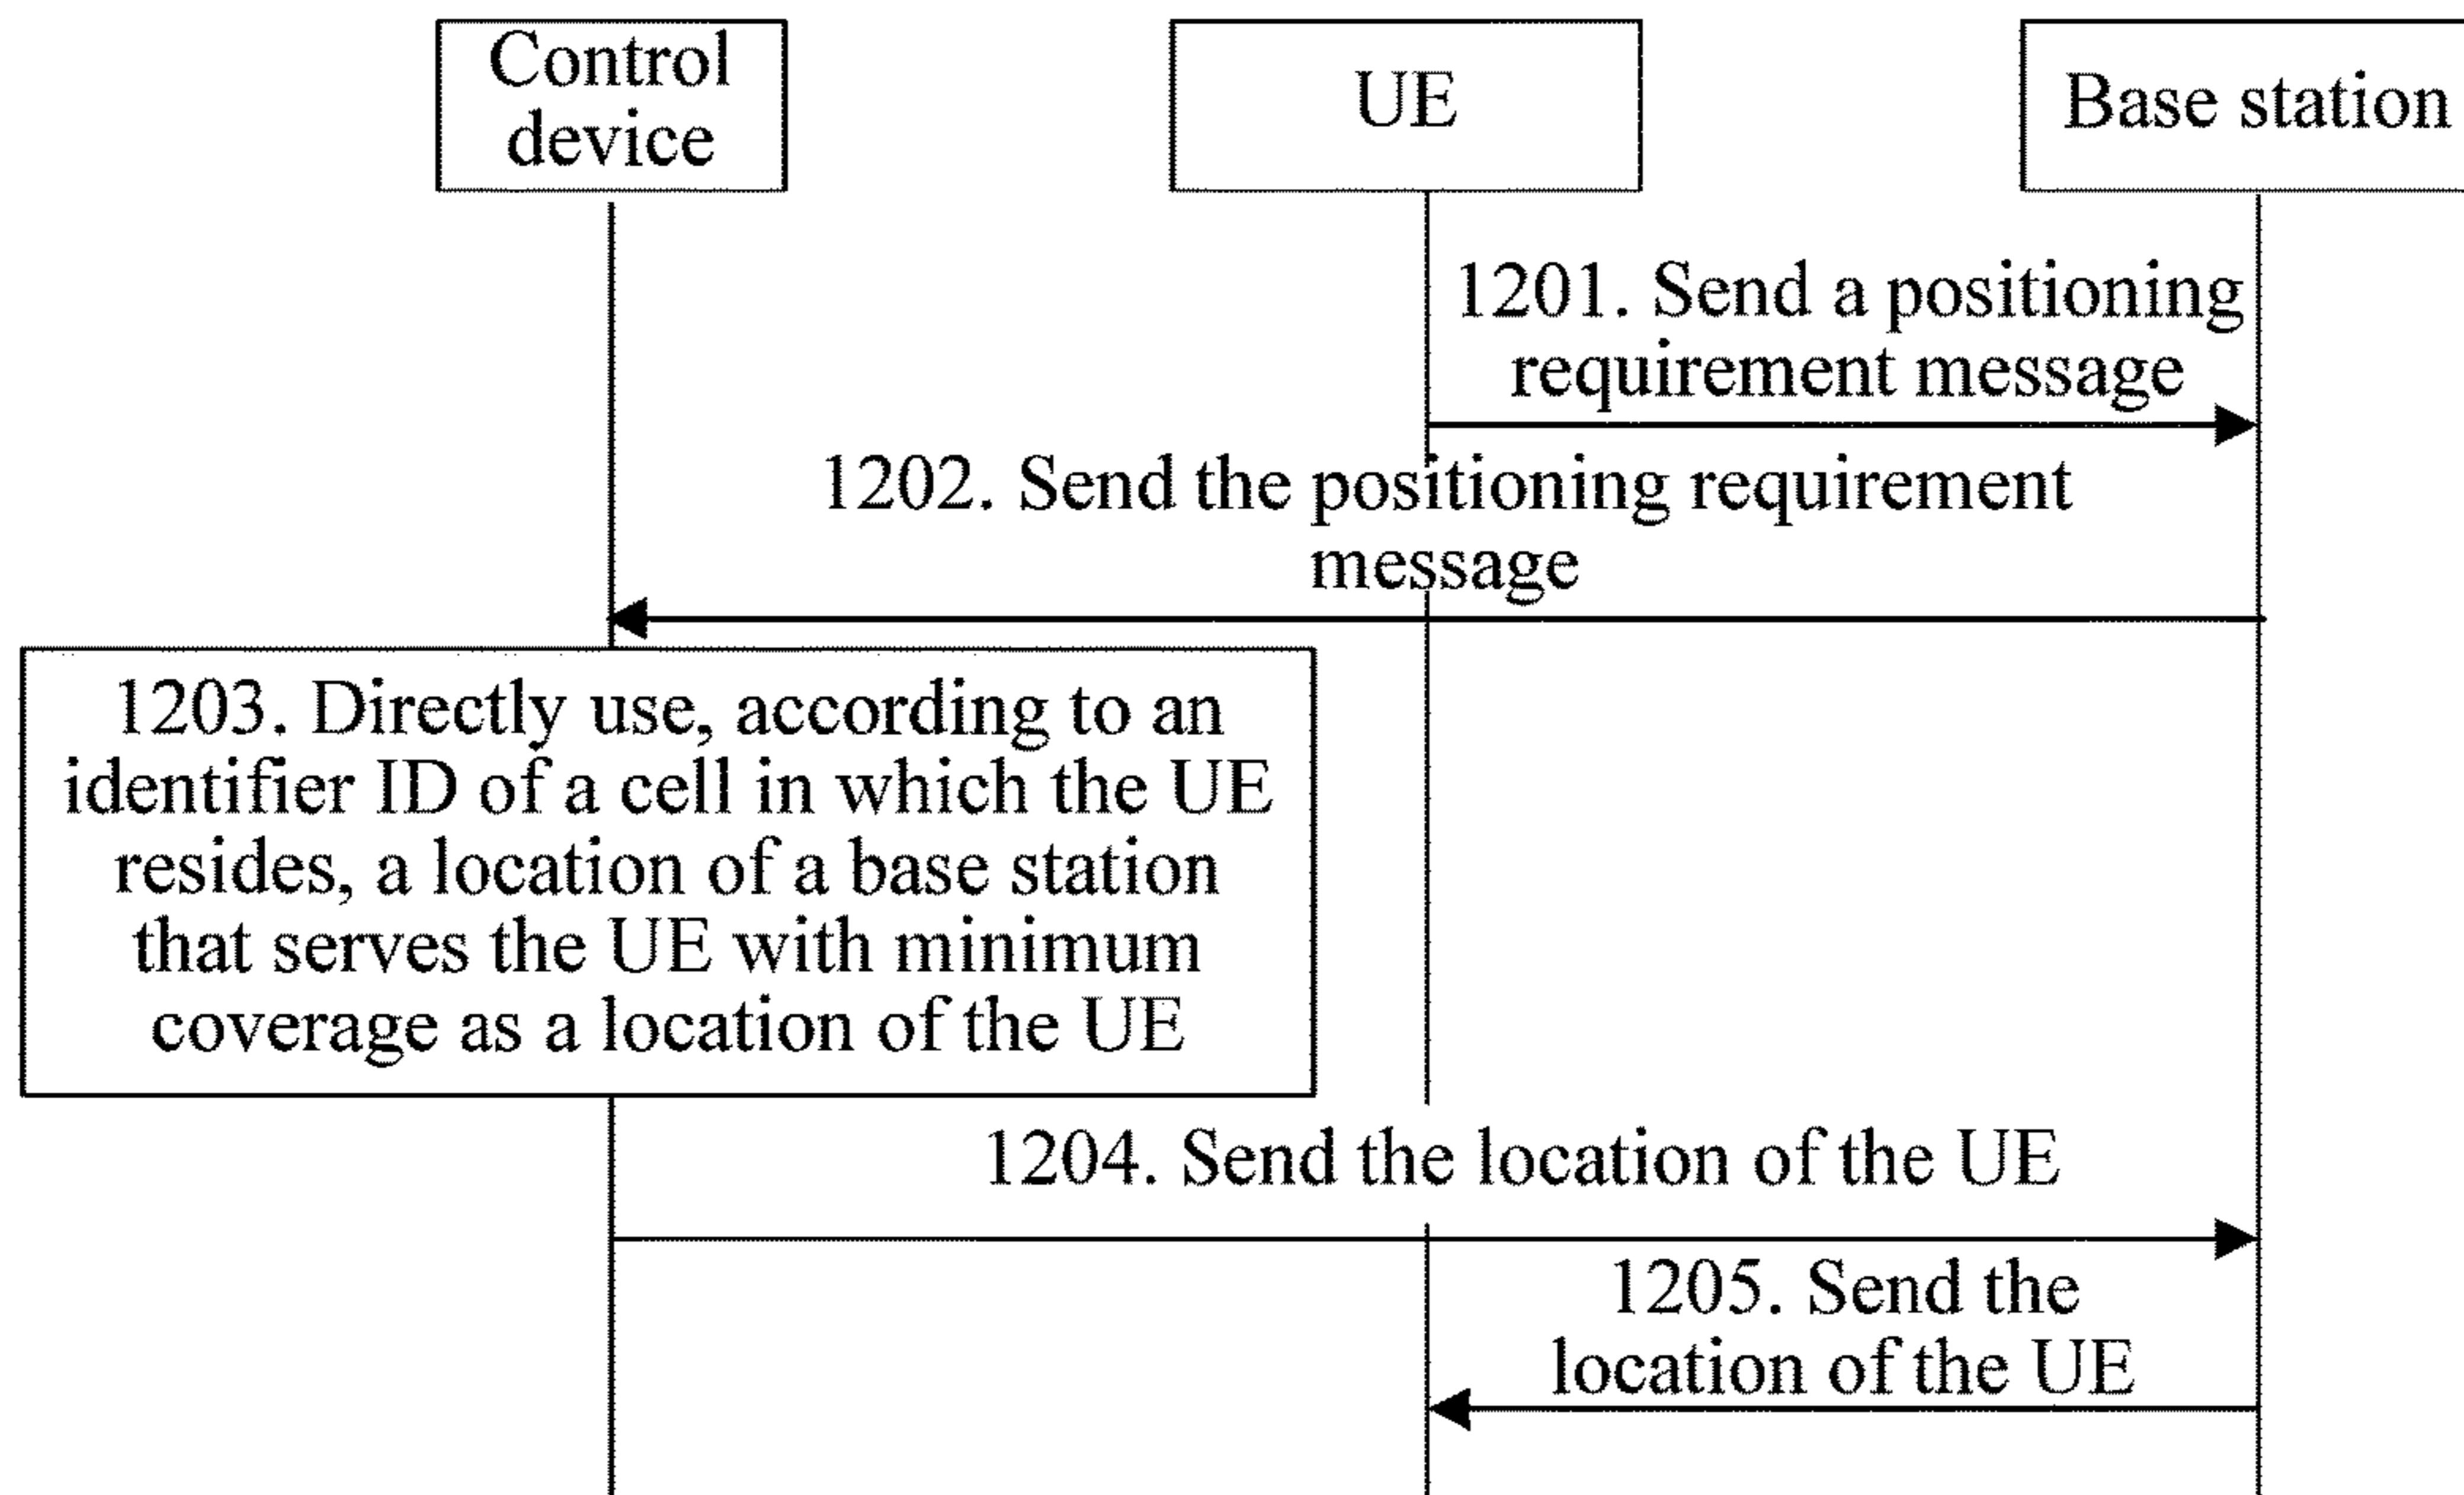 Control
device
UE
Base station
1201. Send a positioning
requirement message
1202. Send the positioning requirement
message
1203. Directly use, according to an
identifier ID of a cell in which the UE
resides, a location of a base station
that serves the UE with minimum
coverage as a location of the UE
1204. Send the location of the UE
1205. Send the
location of the UE